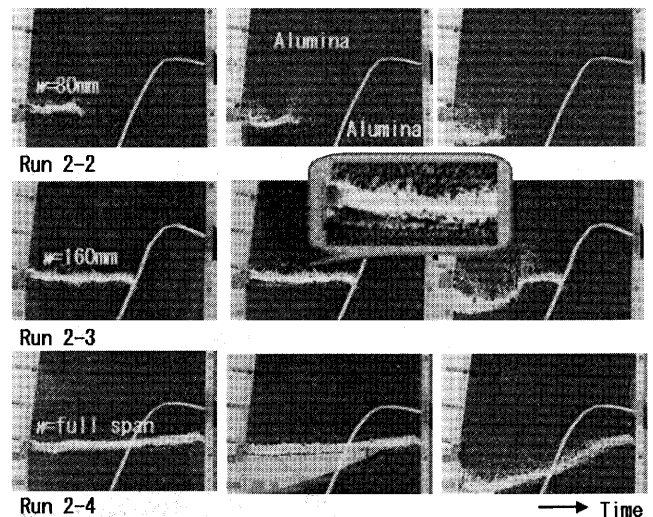 Alumina
w=80mm
Alumina
Run 2-2
w=160mm
Run 2-3
w=full span
Run 2-4
Time